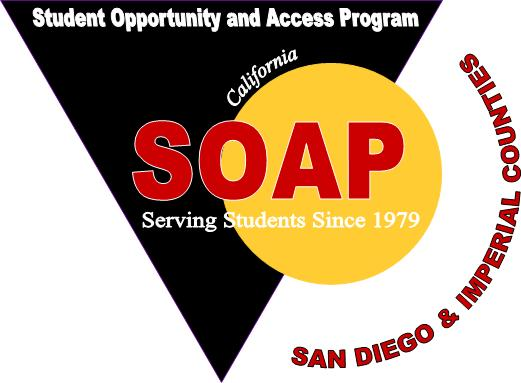 Student Opportunity and Access Program
California
SOAP
Serving Students Since 1979
SAN DIEGO & IMPERIAL COUNTIES